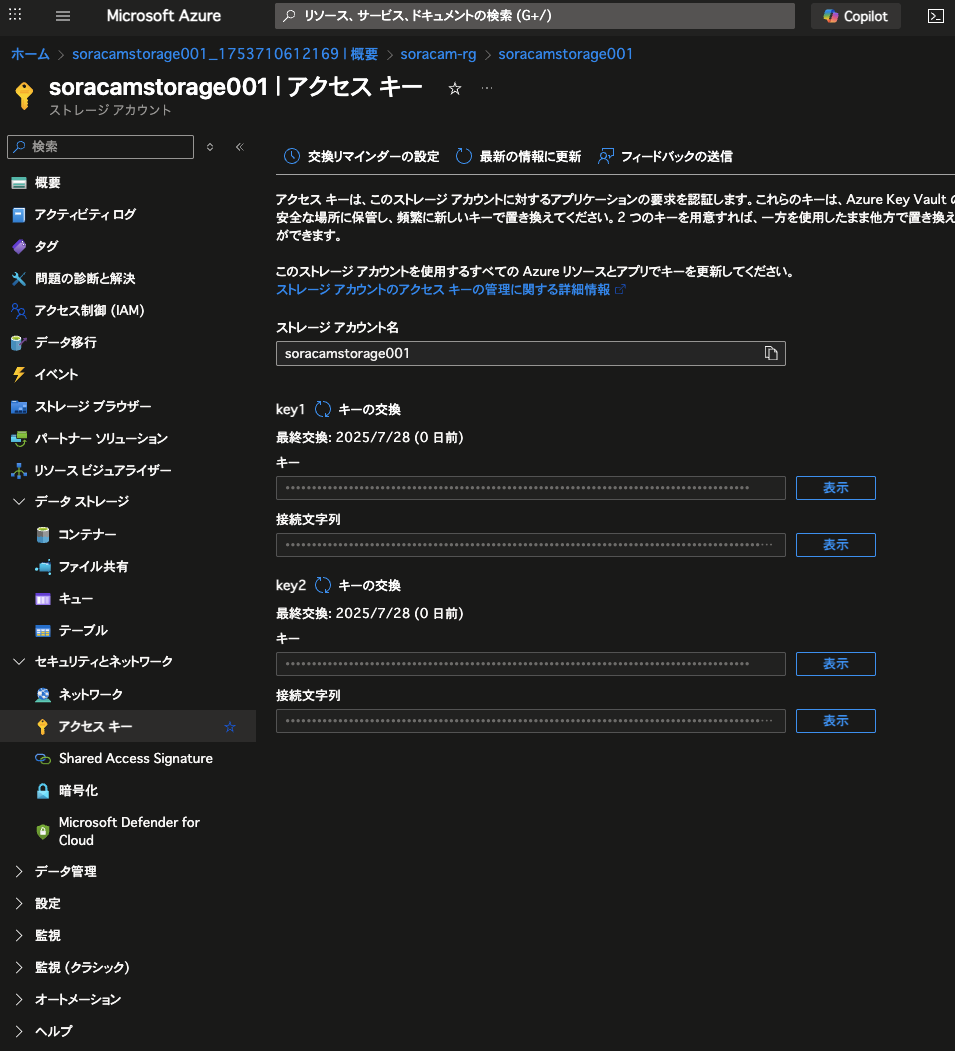 Microsoft Azure
リソース、サービス、ドキュメントの検索 (G+/)
Copilot
ホーム > soracamstorage001_1753710612169 | 概要 > soracam-rg > soracamstorage001
soracamstorage001 | アクセス キー
ストレージ アカウント
検索
概要
アクティビティ ログ
タグ
問題の診断と解決
アクセス制御 (IAM)
データ移行
イベント
ストレージ ブラウザー
パートナー ソリューション
リソース ビジュアライザー
データ ストレージ
コンテナー
ファイル共有
キュー
テーブル
セキュリティとネットワーク
ネットワーク
アクセス キー
Shared Access Signature
暗号化
Microsoft Defender for
Cloud
データ管理
設定
監視
監視 (クラシック)
オートメーション
ヘルプ
交換リマインダーの設定
最新の情報に更新
フィードバックの送信
アクセス キーは、このストレージ アカウントに対するアプリケーションの要求を認証します。これらのキーは、Azure Key Vault の
安全な場所に保管し、頻繁に新しいキーで置き換えてください。2 つのキーを用意すれば、一方を使用したまま他方で置き換え
ができます。
このストレージ アカウントを使用するすべての Azure リソースとアプリでキーを更新してください。
ストレージ アカウントのアクセス キーの管理に関する詳細情報
ストレージ アカウント名
soracamstorage001
key1 キーの交換
最終交換: 2025/7/28 (0 日前)
キー
表示
接続文字列
表示
key2 キーの交換
最終交換: 2025/7/28 (0 日前)
キー
表示
接続文字列
表示